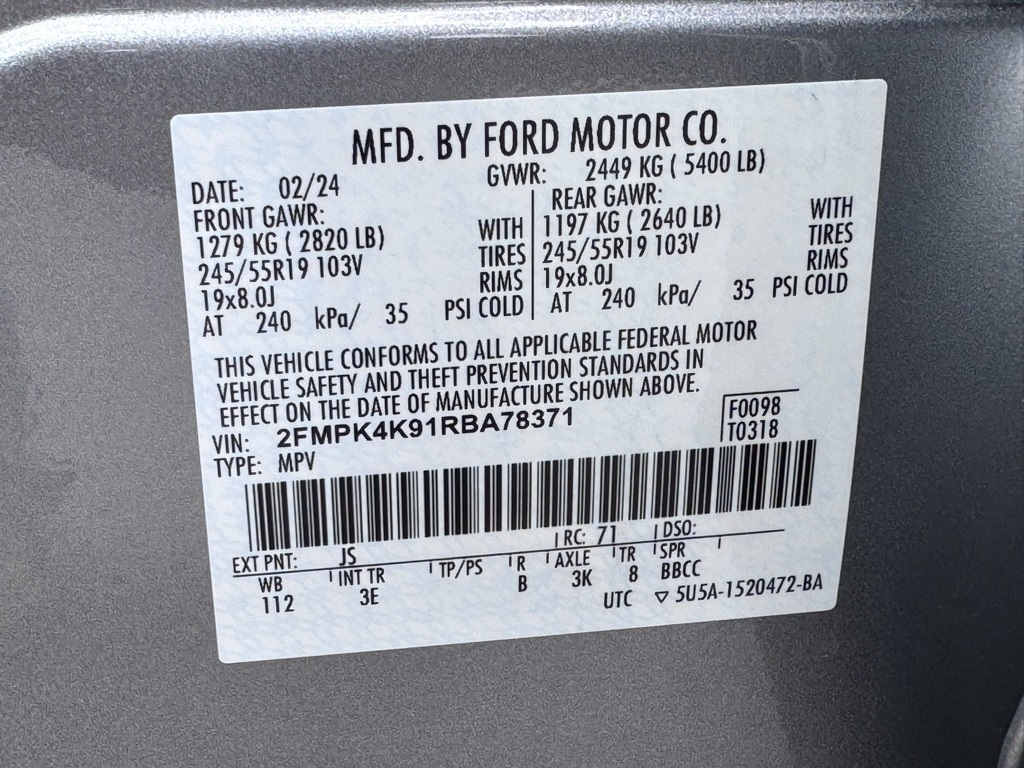 MFD. BY FORD MOTOR CO.
DATE: 02/24 GVWR: 2449 KG ( 5400 LB)
FRONT GAWR: REAR GAWR:
1279 KG ( 2820 LB) WITH 1197 KG ( 2640 LB) WITH
245/55R19 103V TIRES 245/55R19 103V TIRES
19x8.0J RIMS 19x8.0J RIMS
AT 240 kPa/ 35 PSI COLD AT 240 kPa/ 35 PSI COLD
THIS VEHICLE CONFORMS TO ALL APPLICABLE FEDERAL MOTOR
VEHICLE SAFETY AND THEFT PREVENTION STANDARDS IN
EFFECT ON THE DATE OF MANUFACTURE SHOWN ABOVE.
VIN: 2FMPK4K91RBA78371 F0098
TYPE: MPV T0318
EXT PNT: JS RC: 71 DSO:
WB INT TR TP/PS R AXLE TR SPR
112 3E B 3K 8 BBCC
UTC ▽ 5U5A-1520472-BA